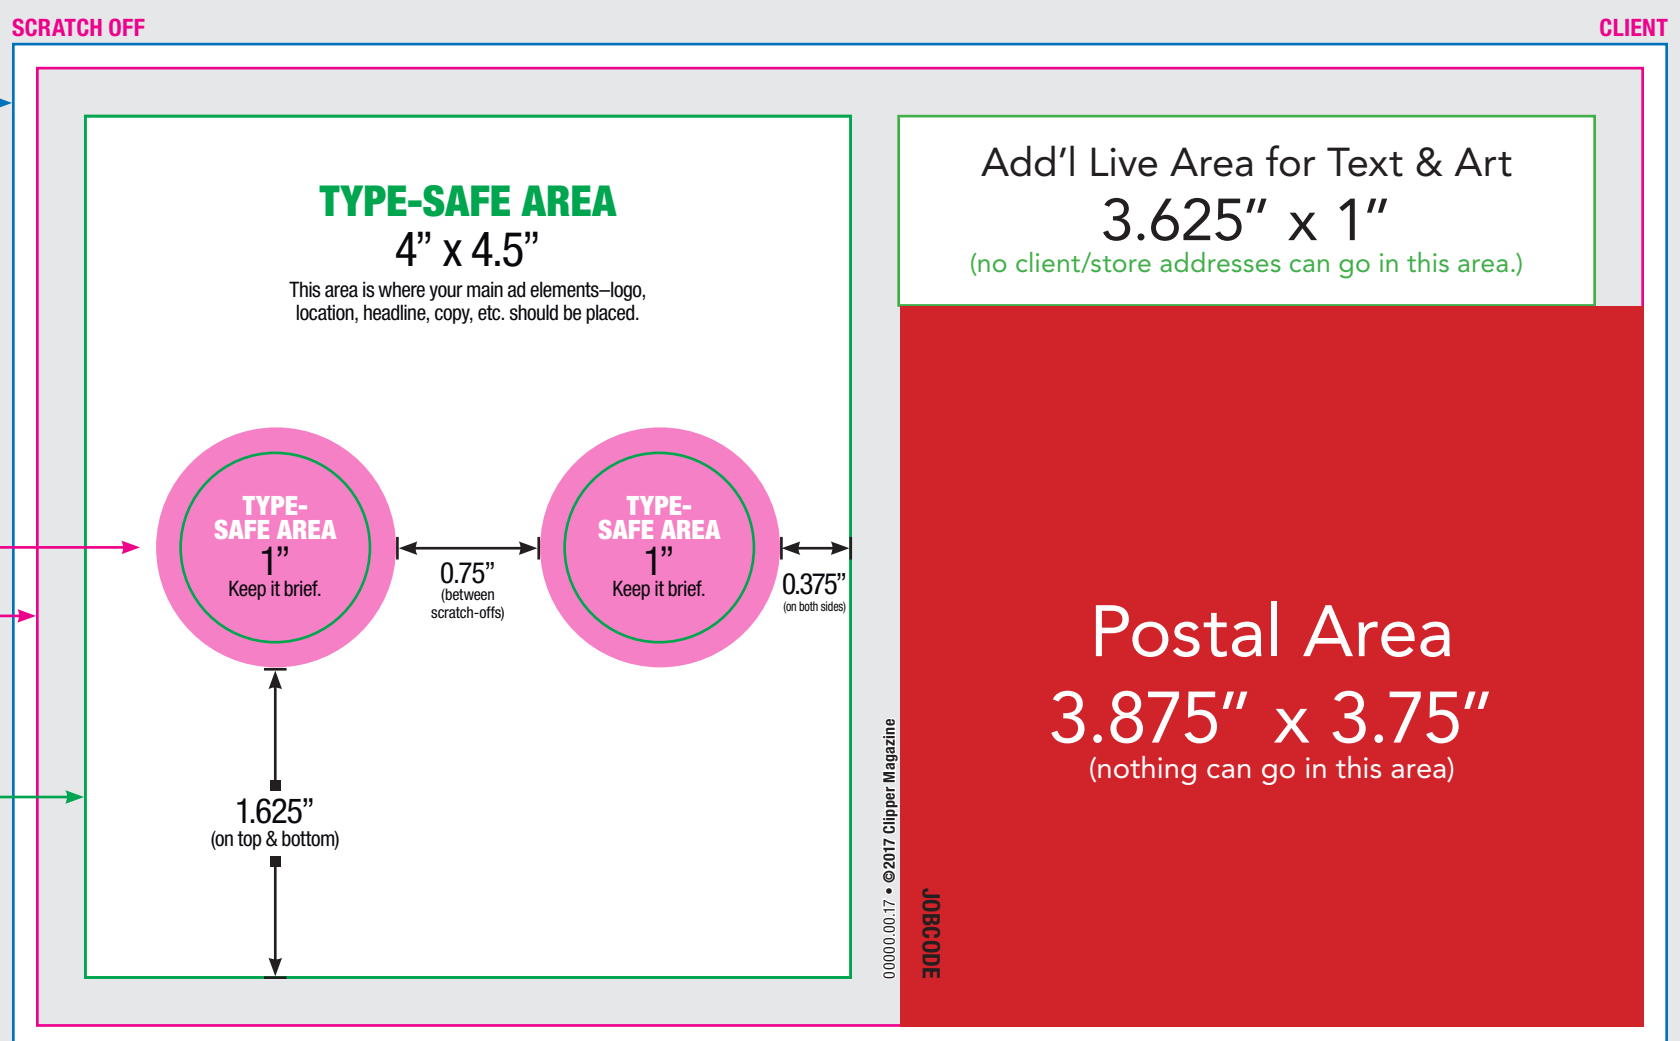 SCRATCH OFF
CLIENT
TYPE-SAFE AREA
4” x 4.5”
This area is where your main ad elements–logo,
location, headline, copy, etc. should be placed.
TYPE-
SAFE AREA
1”
Keep it brief.
0.75”
(between
scratch-offs)
TYPE-
SAFE AREA
1”
Keep it brief.
0.375”
(on both sides)
1.625”
(on top & bottom)
00000.00.17 • ©2017 Clipper Magazine
Add’l Live Area for Text & Art
3.625” x 1”
(no client/store addresses can go in this area.)
Postal Area
3.875” x 3.75”
(nothing can go in this area)
JOBCODE